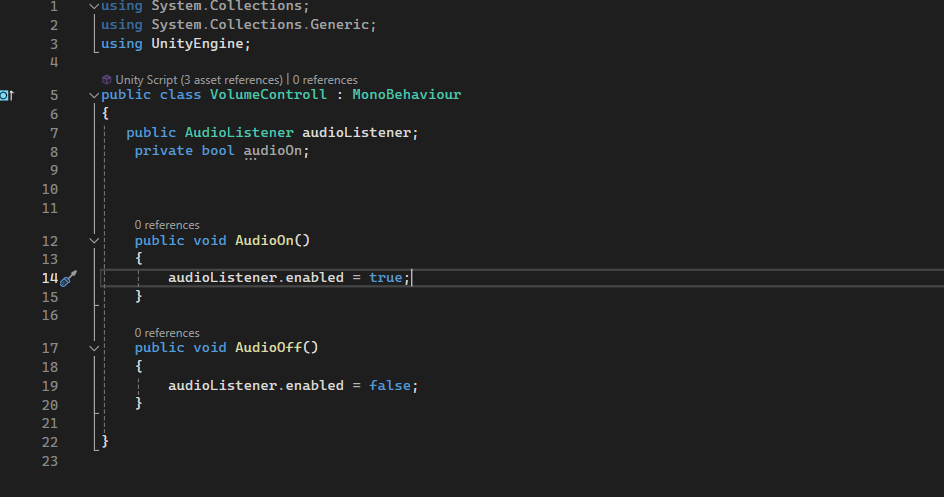 1 using System.Collections;
2 using System.Collections.Generic;
3 using UnityEngine;
4
Unity Script (3 asset references) | 0 references
5 public class VolumeControll : MonoBehaviour
6 {
7 public AudioListener audioListener;
8 private bool audioOn;
9
10
11
0 references
12 public void AudioOn()
13 {
14 audioListener.enabled = true;
15 }
16
0 references
17 public void AudioOff()
18 {
19 audioListener.enabled = false;
20 }
21
22 }
23